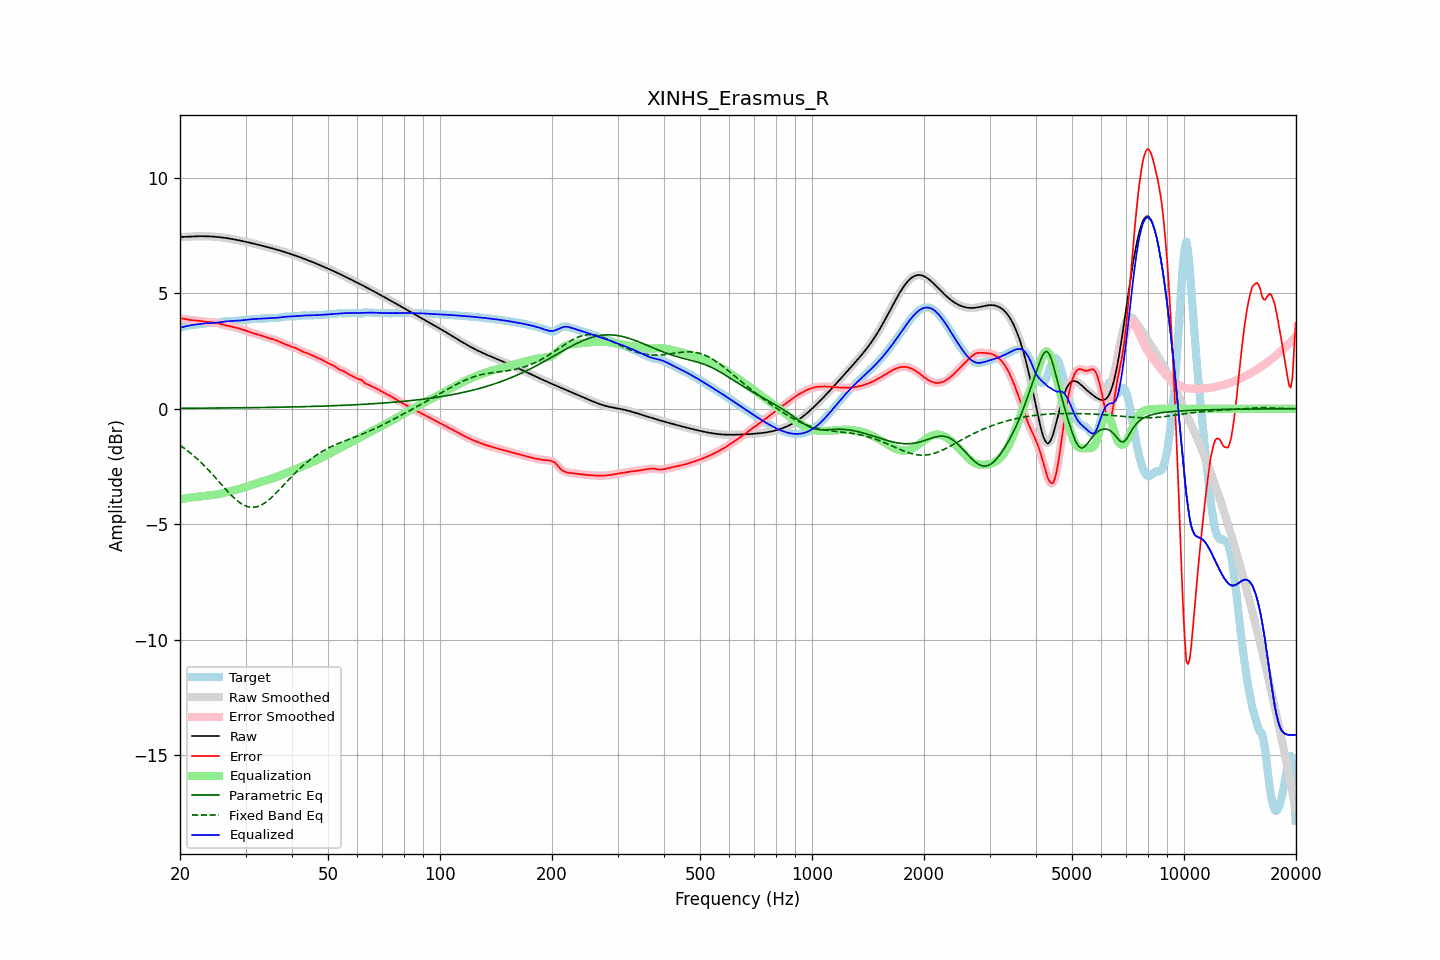 XINHS_Erasmus_R
Amplitude (dBr)
10
5
0
−5
−10
−15
Target
Raw Smoothed
Error Smoothed
Raw
Error
Equalization
Parametric Eq
Fixed Band Eq
Equalized
20 50 100 200 500 1000 2000 5000 10000 20000
Frequency (Hz)